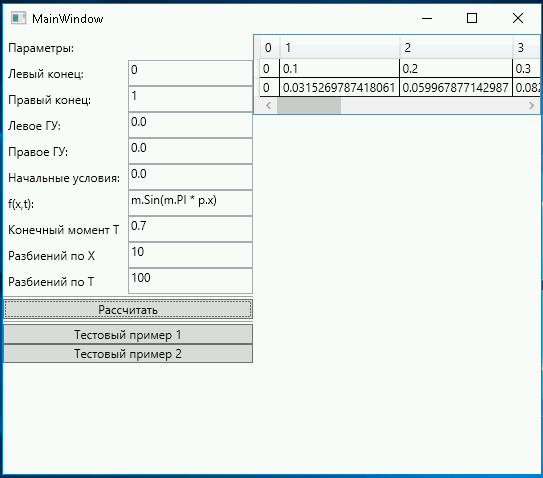 MainWindow
Параметры:
Левый конец: 0
Правый конец: 1
Левое ГУ: 0.0
Правое ГУ: 0.0
Начальные условия: 0.0
f(x,t): m.Sin(m.PI * p.x)
Конечный момент T 0.7
Разбиений по X 10
Разбиений по T 100
Рассчитать
Тестовый пример 1
Тестовый пример 2
0 1 2 3
0 0.1 0.2 0.3
0 0.0315269787418061 0.059967877142987 0.082